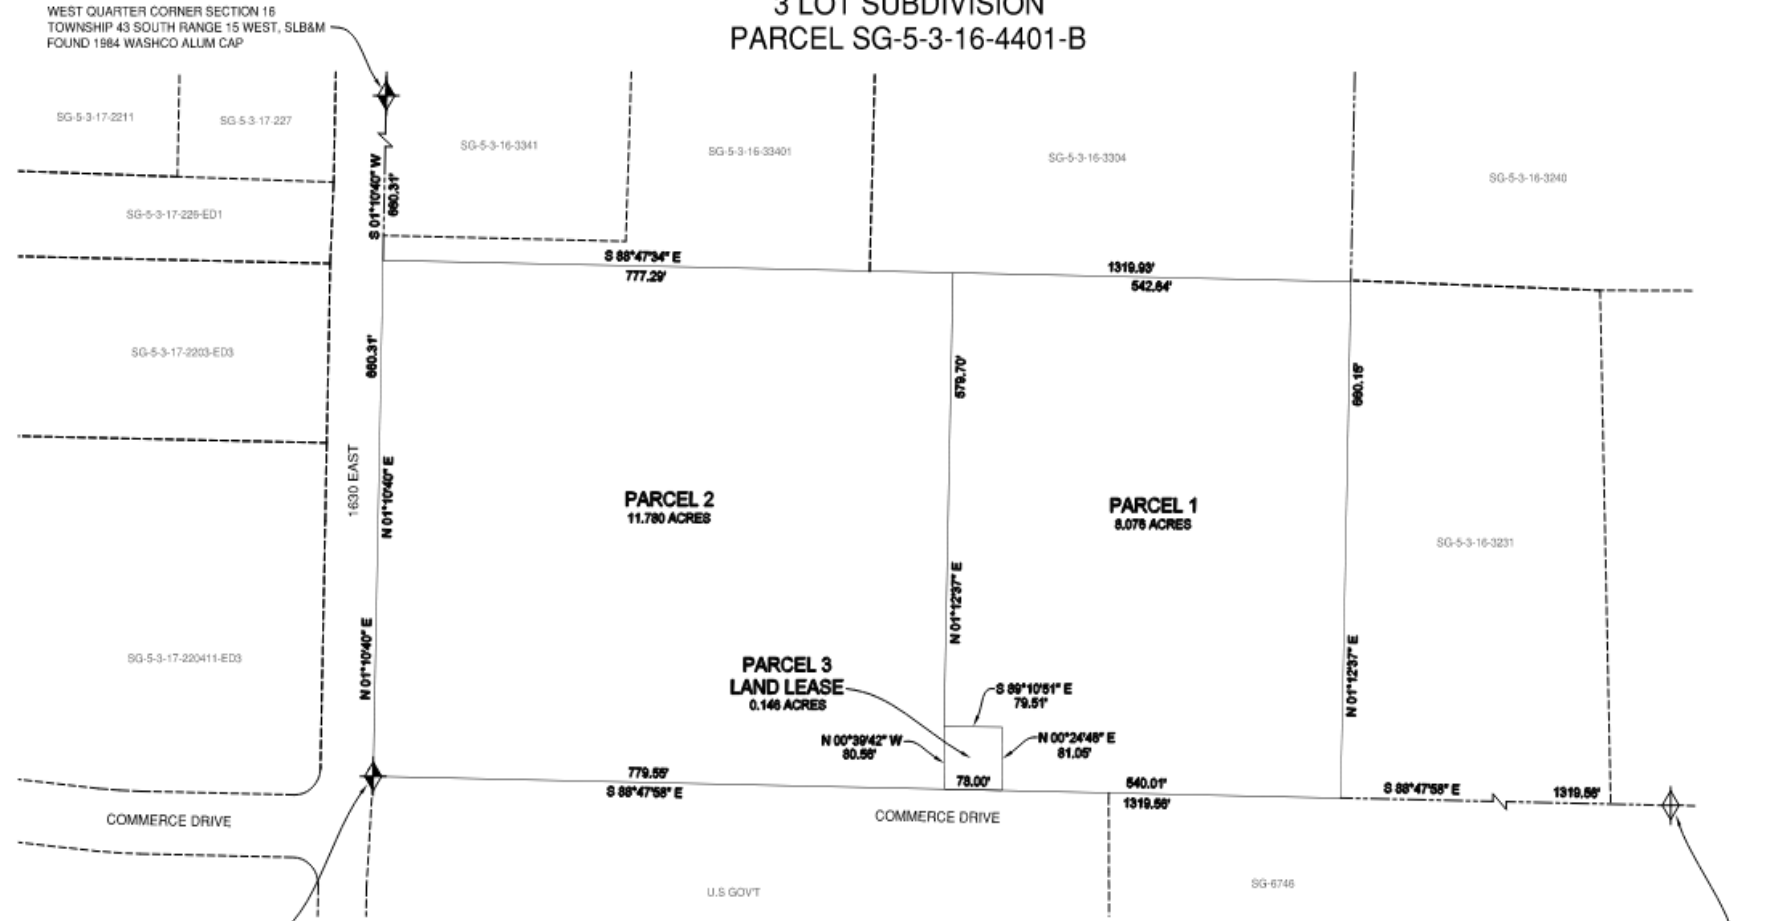 WEST QUARTER CORNER SECTION 16
TOWNSHIP 43 SOUTH RANGE 15 WEST, SLB&M
FOUND 1984 WASHCO ALUM CAP
3 LOT SUBDIVISION
PARCEL SG-5-3-16-4401-B
SG-5-3-17-2211
SG-5-3-17-227
SG-5-3-16-3341
SG-5-3-16-33401
SG-5-3-16-3304
SG-5-3-16-3240
S 01°10'40" W
660.31'
SG-5-3-17-226-ED1
S 88°47'34" E
777.29'
1319.93'
542.64'
SG-5-3-17-2203-ED3
660.31'
579.70'
660.15'
1630 EAST
N 01°10'40" E
PARCEL 2
11.780 ACRES
PARCEL 1
8.076 ACRES
SG-5-3-16-3231
N 01°12'37" E
N 01°10'40" E
N 01°12'37" E
SG-5-3-17-220411-ED3
PARCEL 3
LAND LEASE
0.146 ACRES
S 89°10'51" E
79.51'
N 00°39'42" W
80.56'
N 00°24'46" E
81.05'
779.55'
S 88°47'58" E
78.00'
540.01'
1319.56'
S 88°47'58" E
1319.56'
COMMERCE DRIVE
COMMERCE DRIVE
U.S GOV'T
SG-6746